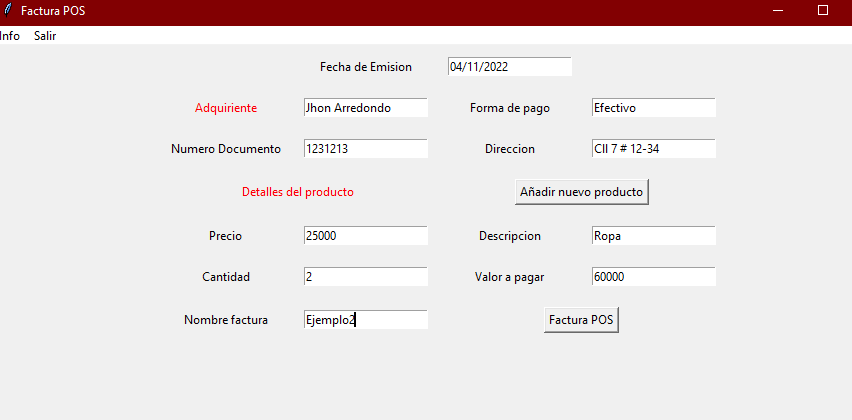 Factura POS
Info Salir
Fecha de Emision 04/11/2022
Adquiriente Jhon Arredondo Forma de pago Efectivo
Numero Documento 1231213 Direccion Cll 7 # 12-34
Detalles del producto Añadir nuevo producto
Precio 25000 Descripcion Ropa
Cantidad 2 Valor a pagar 60000
Nombre factura Ejemplo2 Factura POS